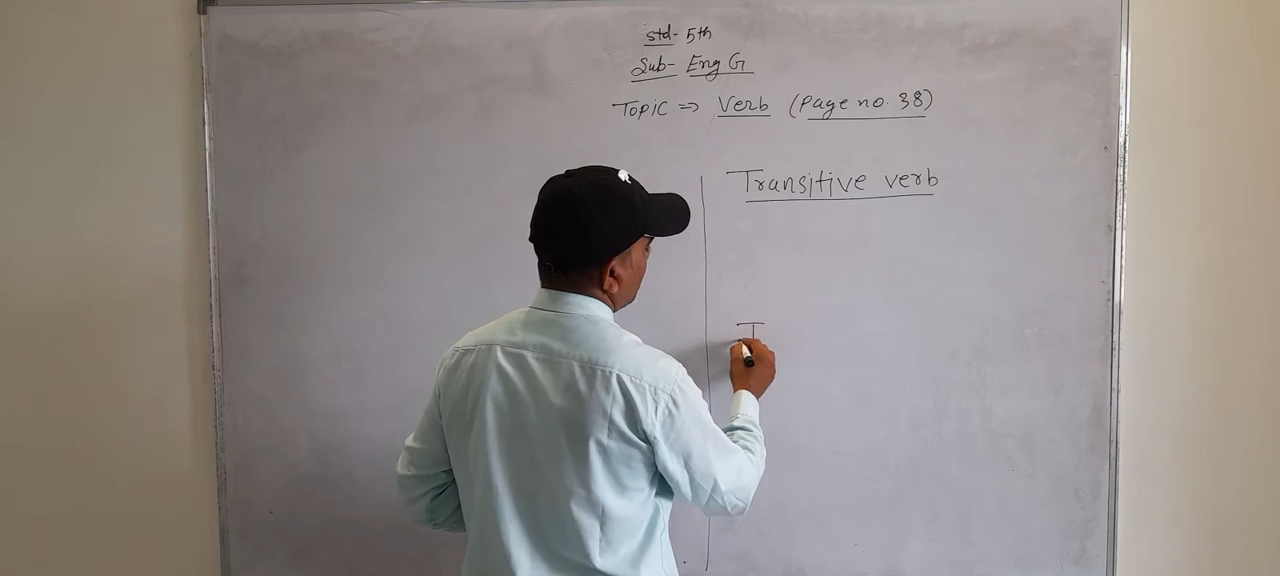 std- 5th
Sub- Eng G
Topic ⇒ Verb (Page no. 38)
Transitive verb
I